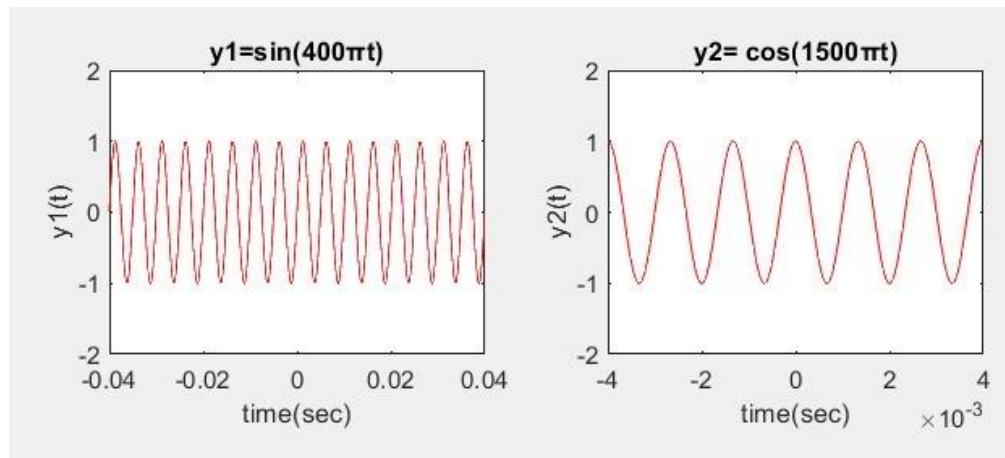 y1=sin(400πt)
2
1
0
-1
-2
y1(t)
-0.04 -0.02 0 0.02 0.04
time(sec)
y2= cos(1500πt)
2
1
0
-1
-2
y2(t)
-4 -2 0 2 4
time(sec)
×10-3